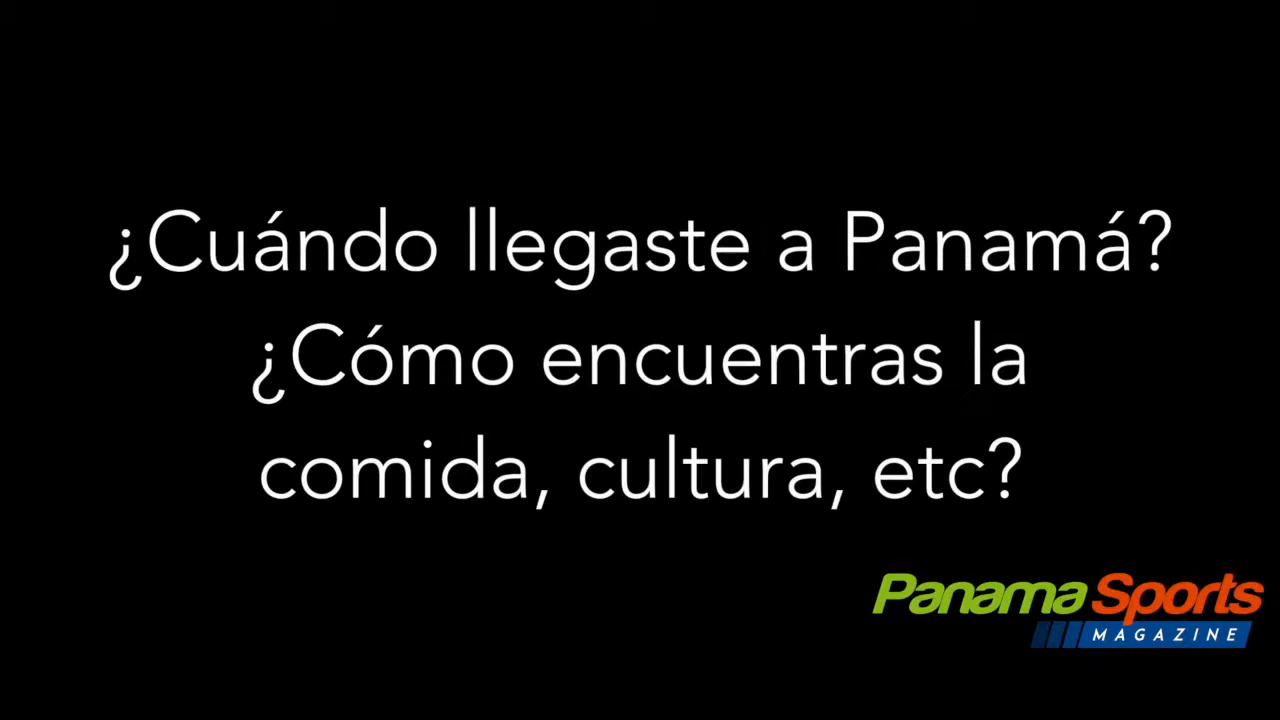 ¿Cuándo llegaste a Panamá?
¿Cómo encuentras la
comida, cultura, etc?
Panama Sports
MAGAZINE